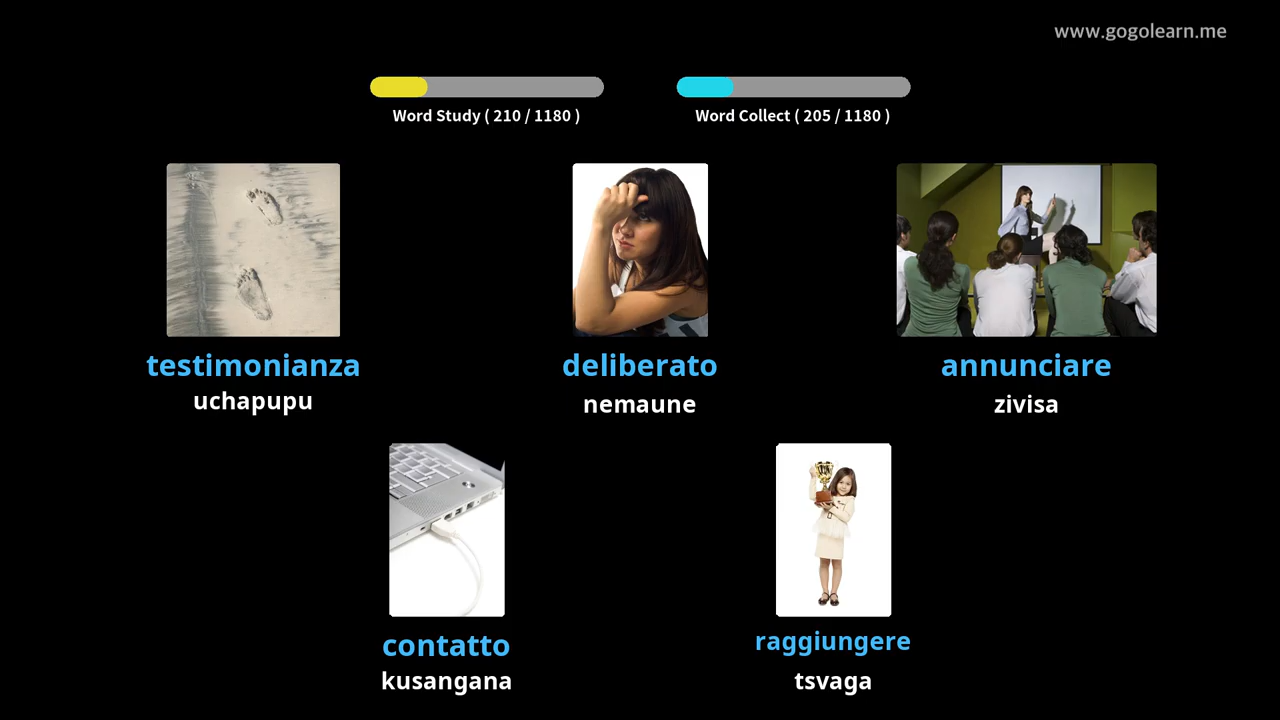 www.gogolearn.me
Word Study ( 210 / 1180 )
Word Collect ( 205 / 1180 )
testimonianza
uchapupu
deliberato
nemaune
annunciare
zivisa
contatto
kusangana
raggiungere
tsvaga